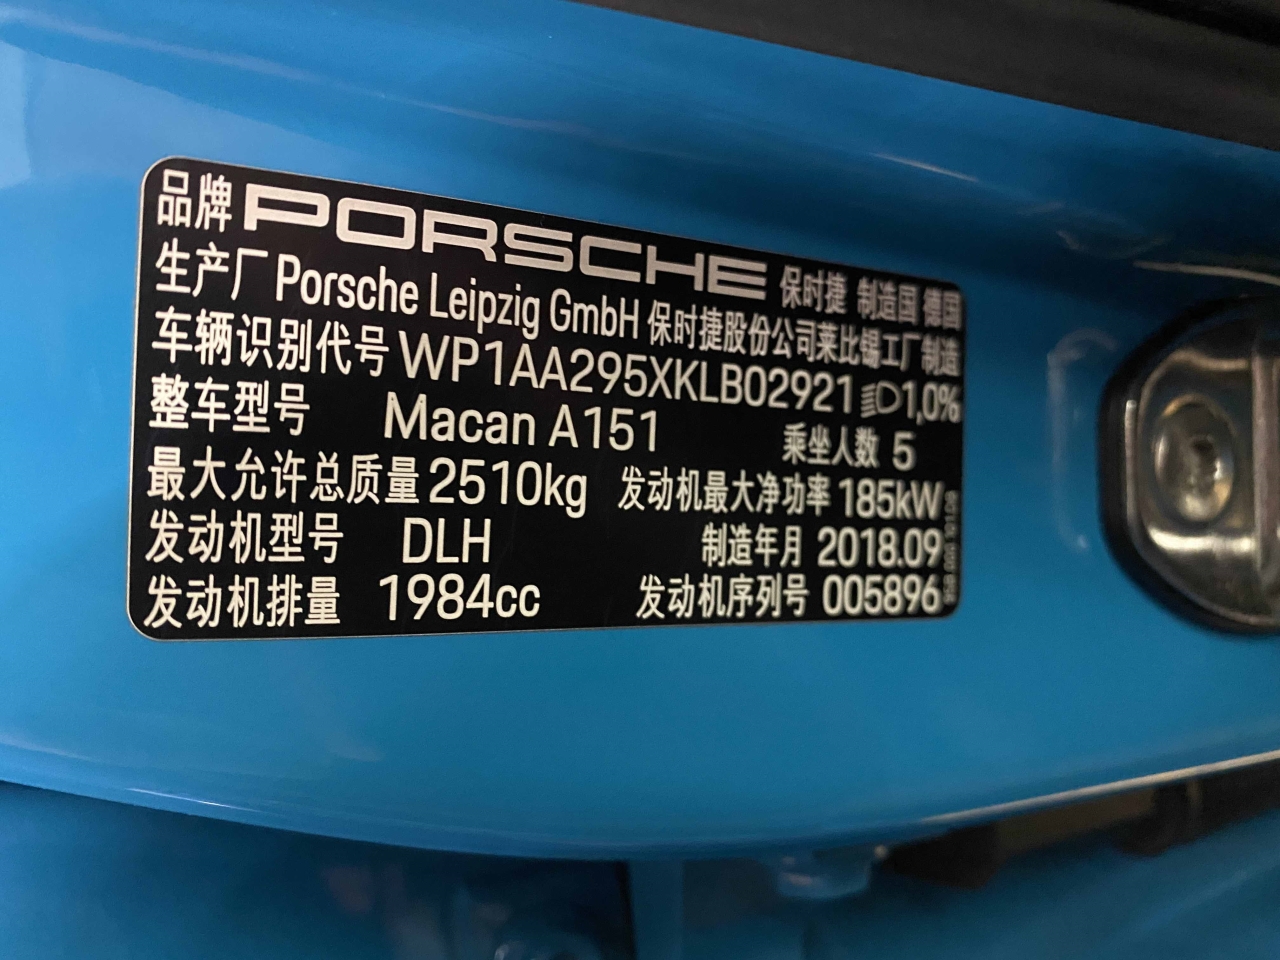 品牌 PORSCHE 保时捷 制造国 德国
生产厂 Porsche Leipzig GmbH 保时捷股份公司莱比锡工厂制造
车辆识别代号 WP1AA295XKLB02921 1,0%
整车型号 Macan A151 乘坐人数 5
最大允许总质量 2510kg 发动机最大净功率 185kW
发动机型号 DLH 制造年月 2018.09
发动机排量 1984cc 发动机序列号 005896